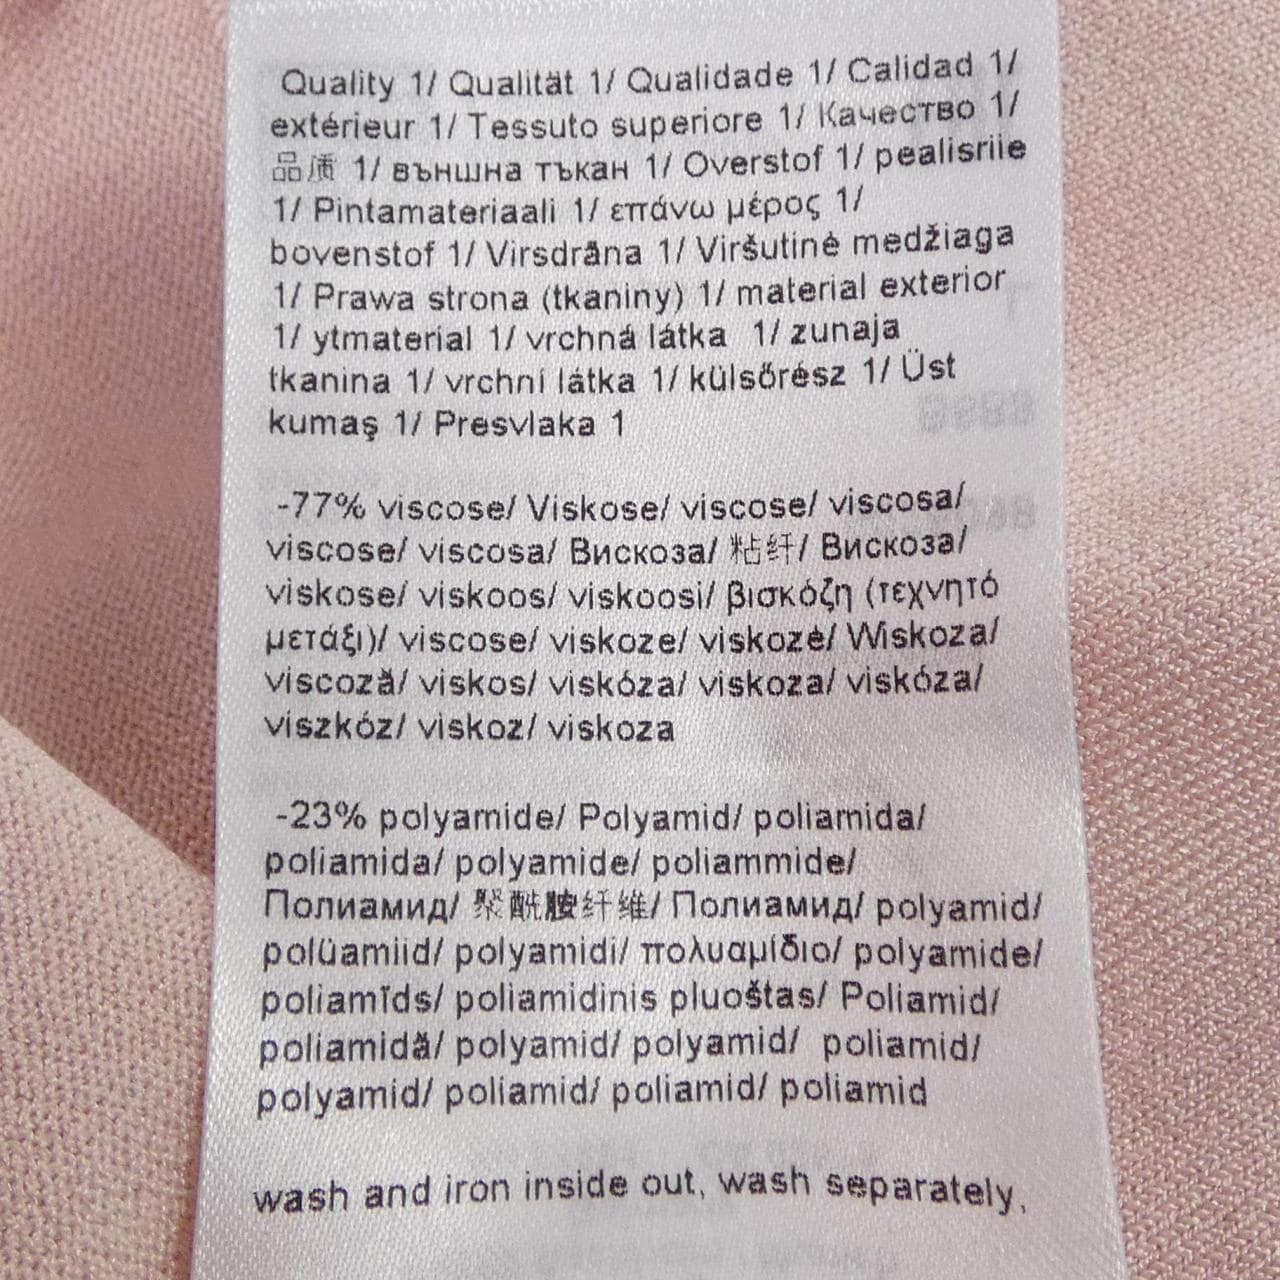 Quality 1/ Qualität 1/ Qualidade 1/ Calidad 1/
extérieur 1/ Tessuto superiore 1/ Качество 1/
品质 1/ външна тъкан 1/ Overstof 1/ pealisriie
1/ Pintamateriaali 1/ επάνω μέρος 1/
bovenstof 1/ Virsdrāna 1/ Viršutinė medžiaga
1/ Prawa strona (tkaniny) 1/ material exterior
1/ ytmaterial 1/ vrchná látka 1/ zunaja
tkanina 1/ vrchní látka 1/ külsőrész 1/ Üst
kumaş 1/ Presvlaka 1
-77% viscose/ Viskose/ viscose/ viscosa/
viscose/ viscosa/ Вискоза/ 粘纤/ Вискоза/
viskose/ viskoos/ viskoosi/ βισκόζη (τεχνητό
μετάξι)/ viscose/ viskoze/ viskozė/ Wiskoza/
viscoză/ viskos/ viskóza/ viskoza/ viskóza/
viszkóz/ viskoz/ viskoza
-23% polyamide/ Polyamid/ poliamida/
poliamida/ polyamide/ poliammide/
Полиамид/ 聚酰胺纤维/ Полиамид/ polyamid/
polüamiid/ polyamidi/ πολυαμίδιο/ polyamide/
poliamīds/ poliamidinis pluoštas/ Poliamid/
poliamidă/ polyamid/ polyamid/ poliamid/
polyamid/ poliamid/ poliamid/ poliamid
wash and iron inside out, wash separately,